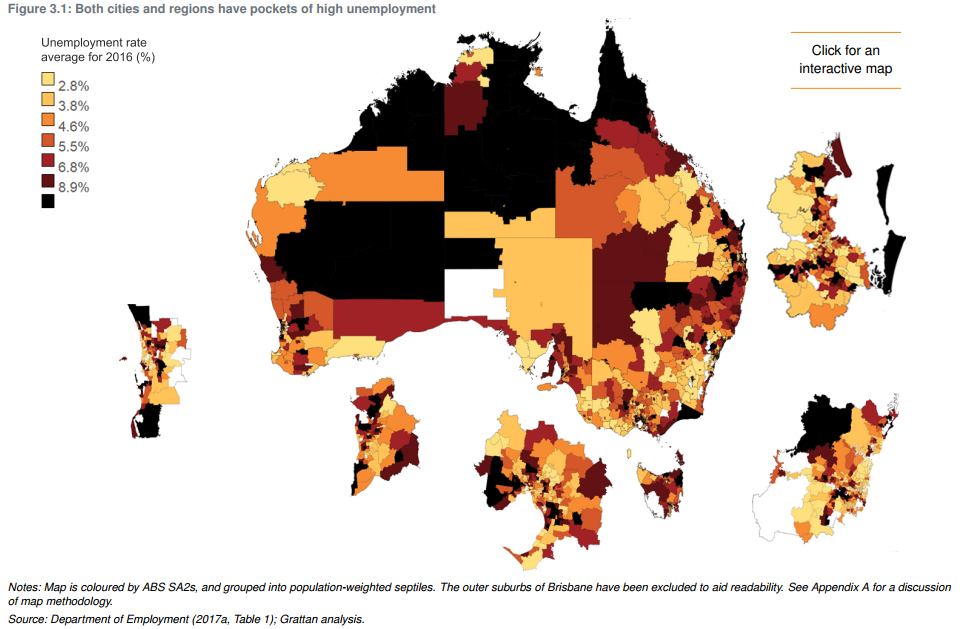 Figure 3.1: Both cities and regions have pockets of high unemployment
Unemployment rate
average for 2016 (%)
2.8%
3.8%
4.6%
5.5%
6.8%
8.9%
Click for an
interactive map
Notes: Map is coloured by ABS SA2s, and grouped into population-weighted septiles. The outer suburbs of Brisbane have been excluded to aid readability. See Appendix A for a discussion
of map methodology.
Source: Department of Employment (2017a, Table 1); Grattan analysis.